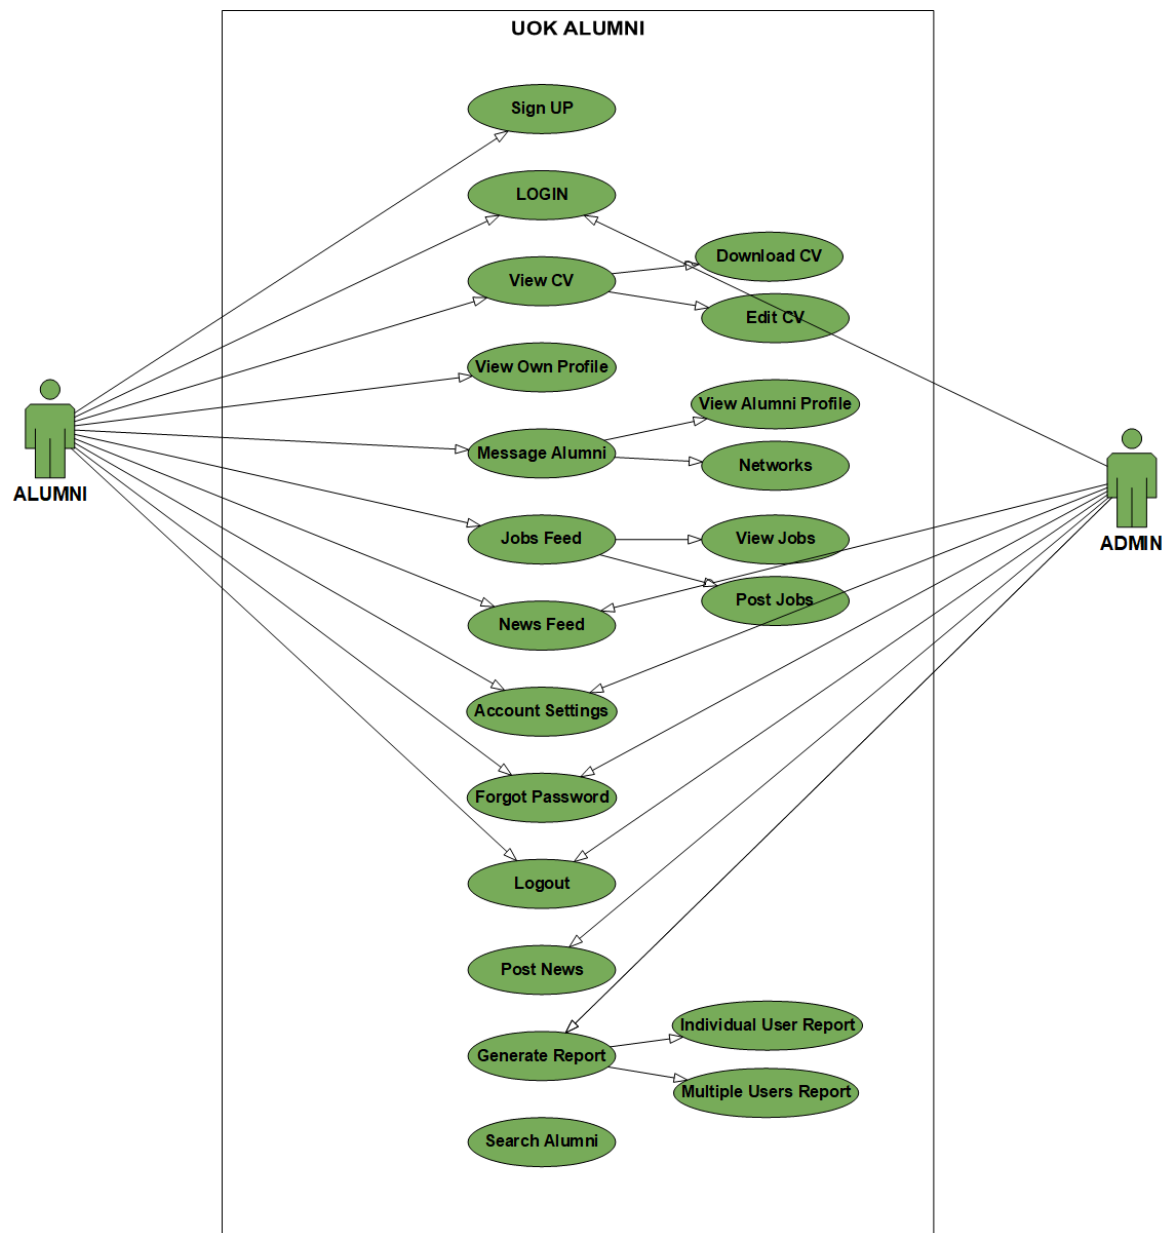 UOK ALUMNI
Sign UP
LOGIN
Download CV
View CV
Edit CV
View Own Profile
View Alumni Profile
Message Alumni
Networks
ALUMNI
Jobs Feed
View Jobs
ADMIN
Post Jobs
News Feed
Account Settings
Forgot Password
Logout
Post News
Individual User Report
Generate Report
Multiple Users Report
Search Alumni